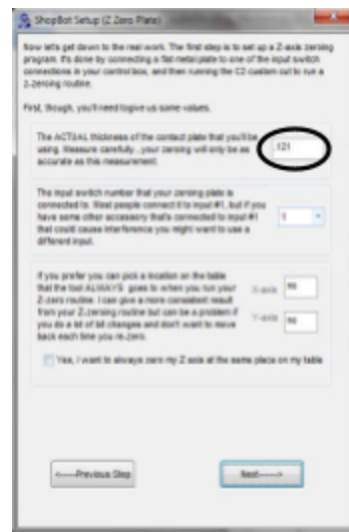 ShopBot Setup (Z Zero Plate)
Now let's get down to the real work. The first step is to set up a Z-axis zeroing
program. It's done by connecting a flat metal plate to one of the input switch
connections in your control box, and then running the C2 custom cut to run a
z-zeroing routine.
First, though, you'll need to give us some values.
The ACTUAL thickness of the contact plate that you'll be
using. Measure carefully...your zeroing will only be as
accurate as this measurement.
.121
The input switch number that your zeroing plate is
connected to. Most people connect it to input #1, but if you
have some other accessory that's connected to input #1
that could cause interference you might want to use a
different input.
1
If you prefer you can pick a location on the table
that the tool ALWAYS goes to when you run your
Z-zero routine. I can give a more consistent result
from your Z-zeroing routine but can be a problem if
you do a lot of bit changes and don't want to move
back each time you re-zero.
X-axis
Y-axis
Yes, I want to always zero my Z axis at the same place on my table
<-----Previous Step
Next----->